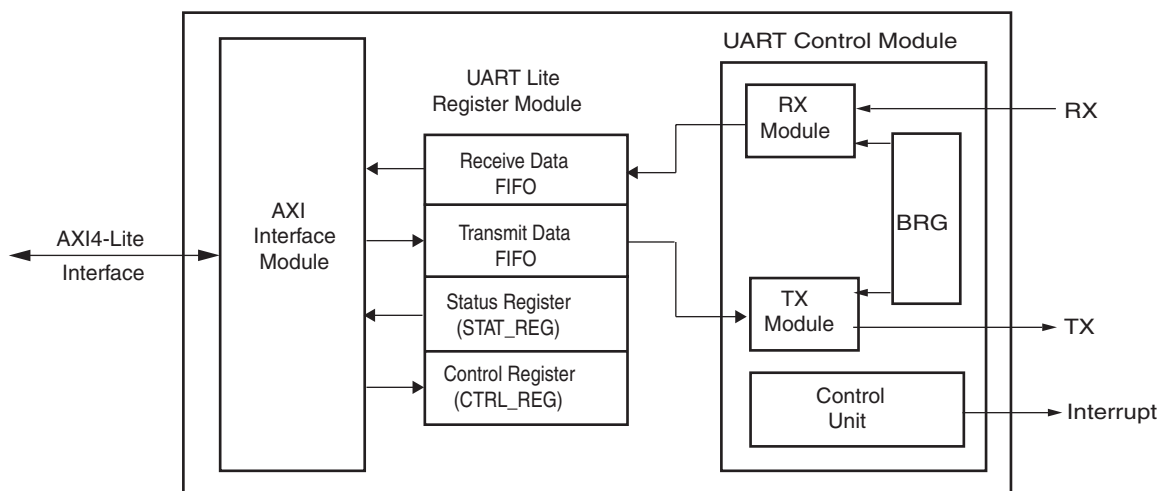 AXI4-Lite
Interface
AXI
Interface
Module
UART Lite
Register Module
Receive Data
FIFO
Transmit Data
FIFO
Status Register
(STAT_REG)
Control Register
(CTRL_REG)
UART Control Module
RX
Module
BRG
TX
Module
Control
Unit
RX
TX
Interrupt